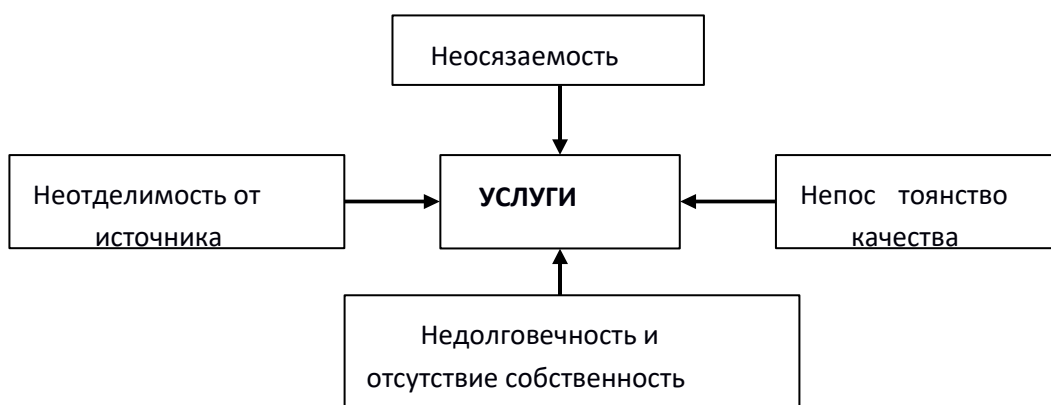 Неосязаемость
Неотделимость от
источника
УСЛУГИ
Непос тоянство
качества
Недолговечность и
отсутствие собственность